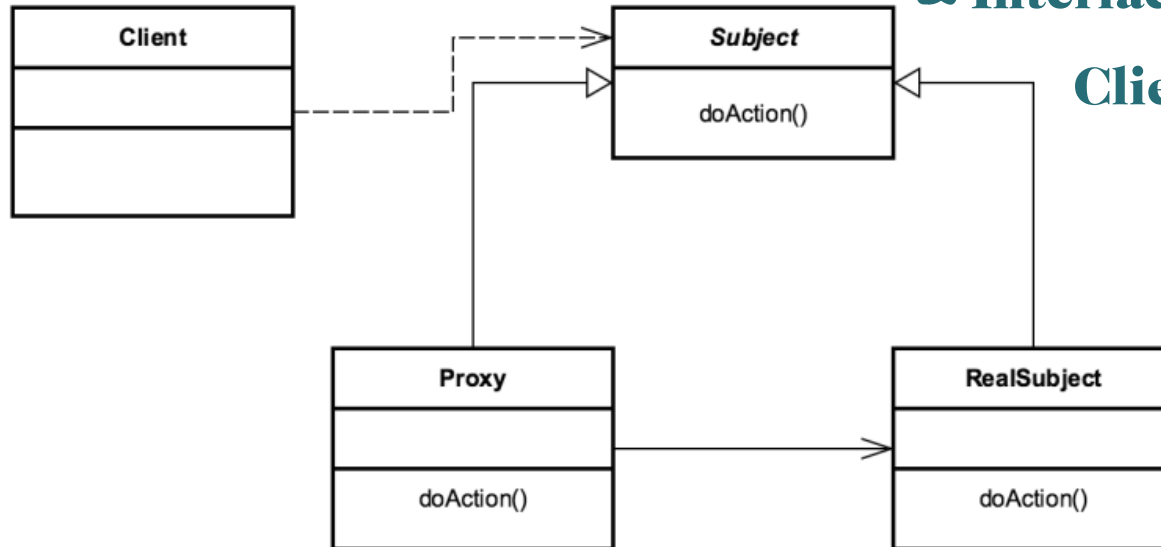 Client
Subject
doAction()
Proxy
doAction()
RealSubject
doAction()